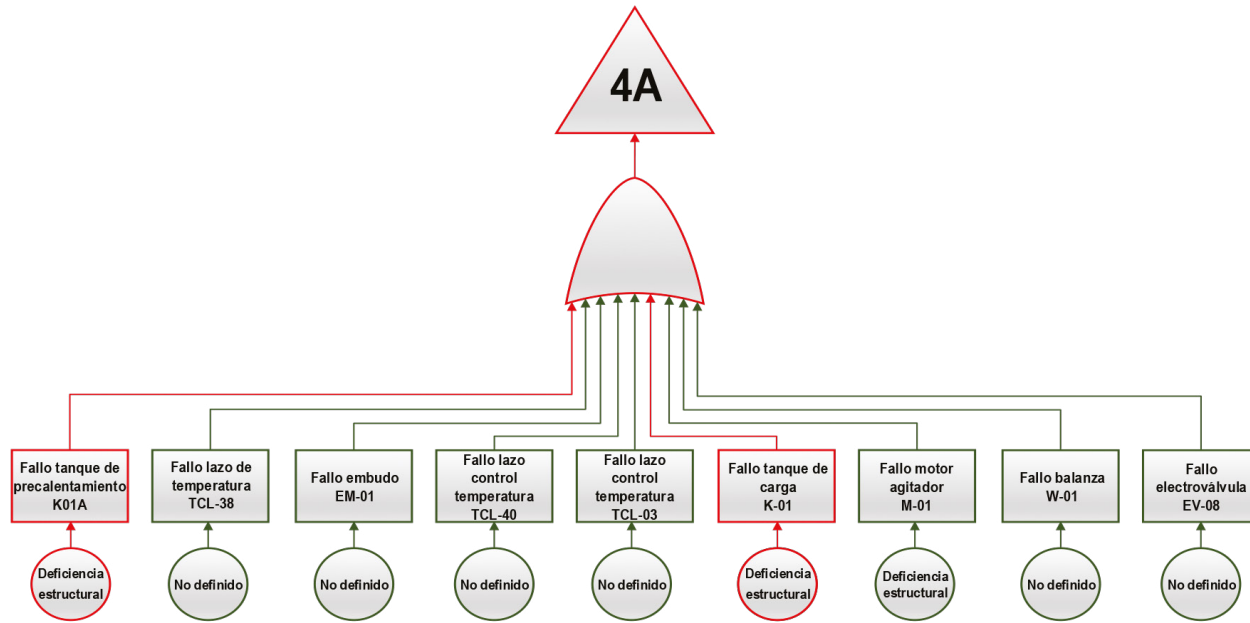 4A
Fallo tanque de
precalentamiento
K01A
Fallo lazo de
temperatura
TCL-38
Fallo embudo
EM-01
Fallo lazo
control
temperatura
TCL-40
Fallo lazo
control
temperatura
TCL-03
Fallo tanque de
carga
K-01
Fallo motor
agitador
M-01
Fallo balanza
W-01
Fallo
electroválvula
EV-08
Deficiencia
estructural
No definido
No definido
No definido
No definido
Deficiencia
estructural
Deficiencia
estructural
No definido
No definido